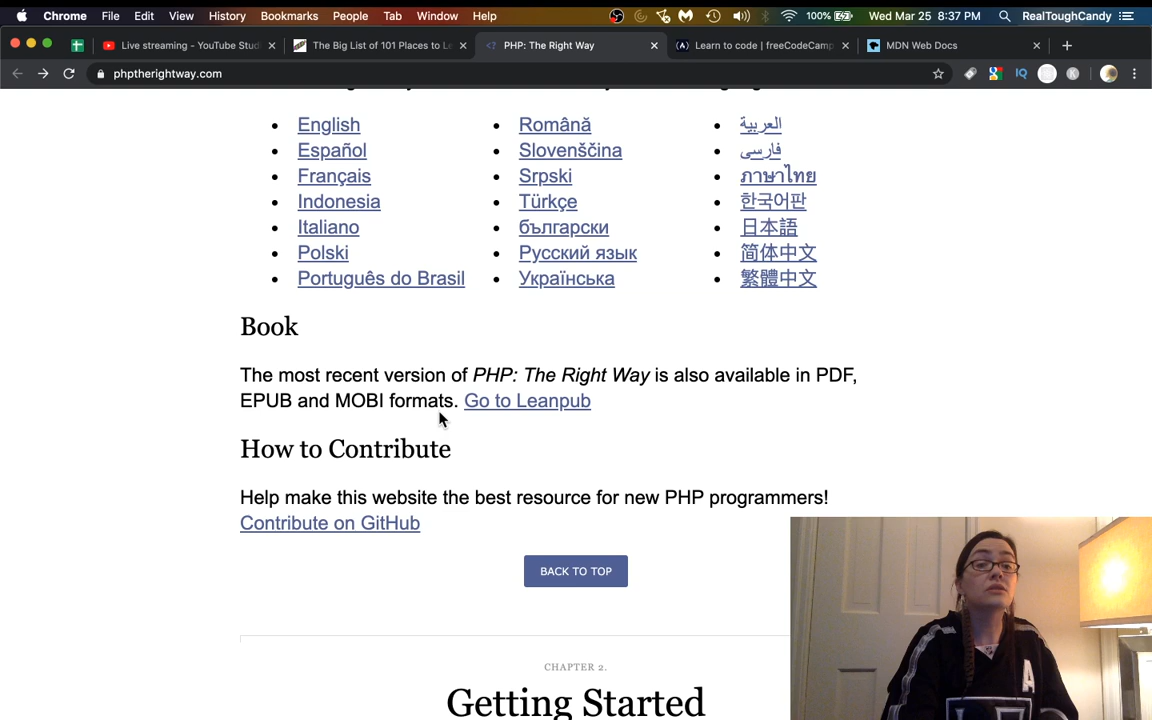 Chrome File Edit View History Bookmarks People Tab Window Help 100% Wed Mar 25 8:37 PM RealToughCandy
Live streaming - YouTube Stud × The Big List of 101 Places to Le × PHP: The Right Way × Learn to code | freeCodeCamp × MDN Web Docs × +
phptherightway.com IQ K
English Română العربية
Español Slovenščina فارسی
Français Srpski ภาษาไทย
Indonesia Türkçe 한국어판
Italiano български 日本語
Polski Русский язык 简体中文
Português do Brasil Українська 繁體中文
Book
The most recent version of PHP: The Right Way is also available in PDF,
EPUB and MOBI formats. Go to Leanpub
How to Contribute
Help make this website the best resource for new PHP programmers!
Contribute on GitHub
BACK TO TOP
CHAPTER 2.
Getting Started
A